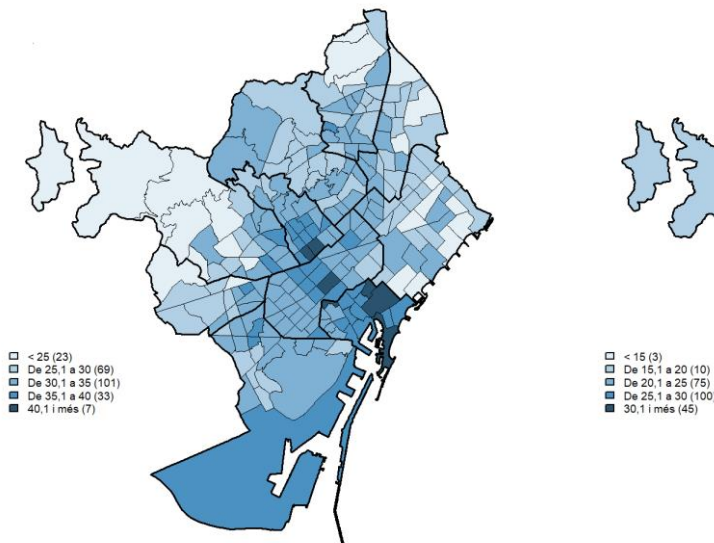 < 25 (23)
De 25,1 a 30 (69)
De 30,1 a 35 (101)
De 35,1 a 40 (33)
40,1 i més (7)
< 15 (3)
De 15,1 a 20 (10)
De 20,1 a 25 (75)
De 25,1 a 30 (100)
30,1 i més (45)